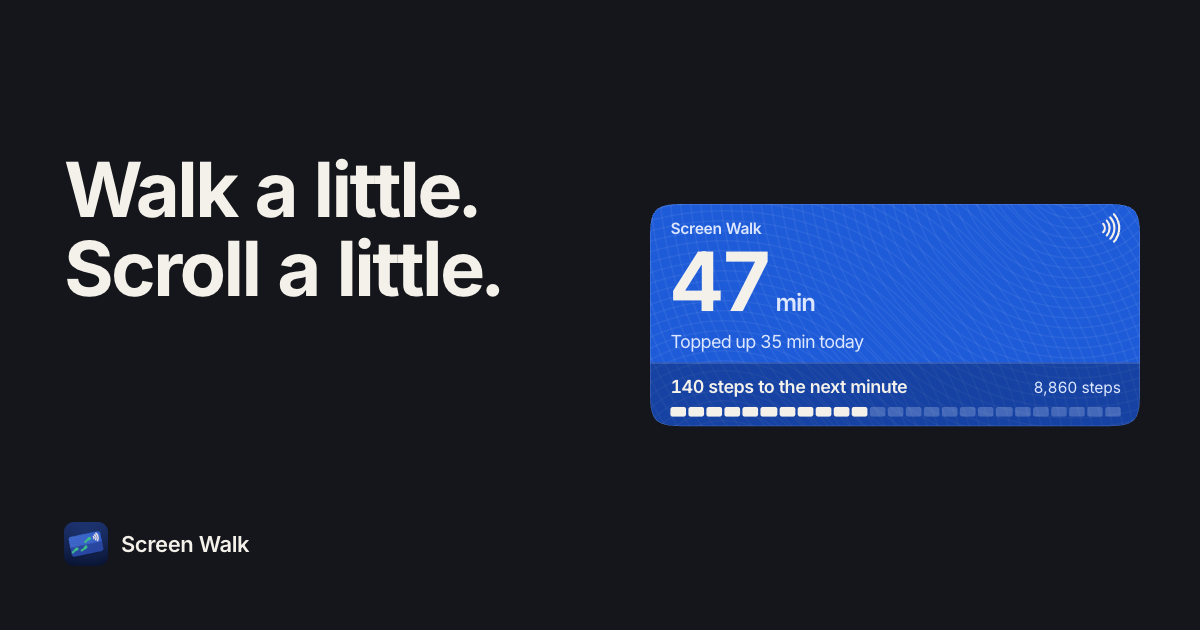 Walk a little.
Scroll a little.
Screen Walk
47 min
Topped up 35 min today
140 steps to the next minute
8,860 steps
Screen Walk